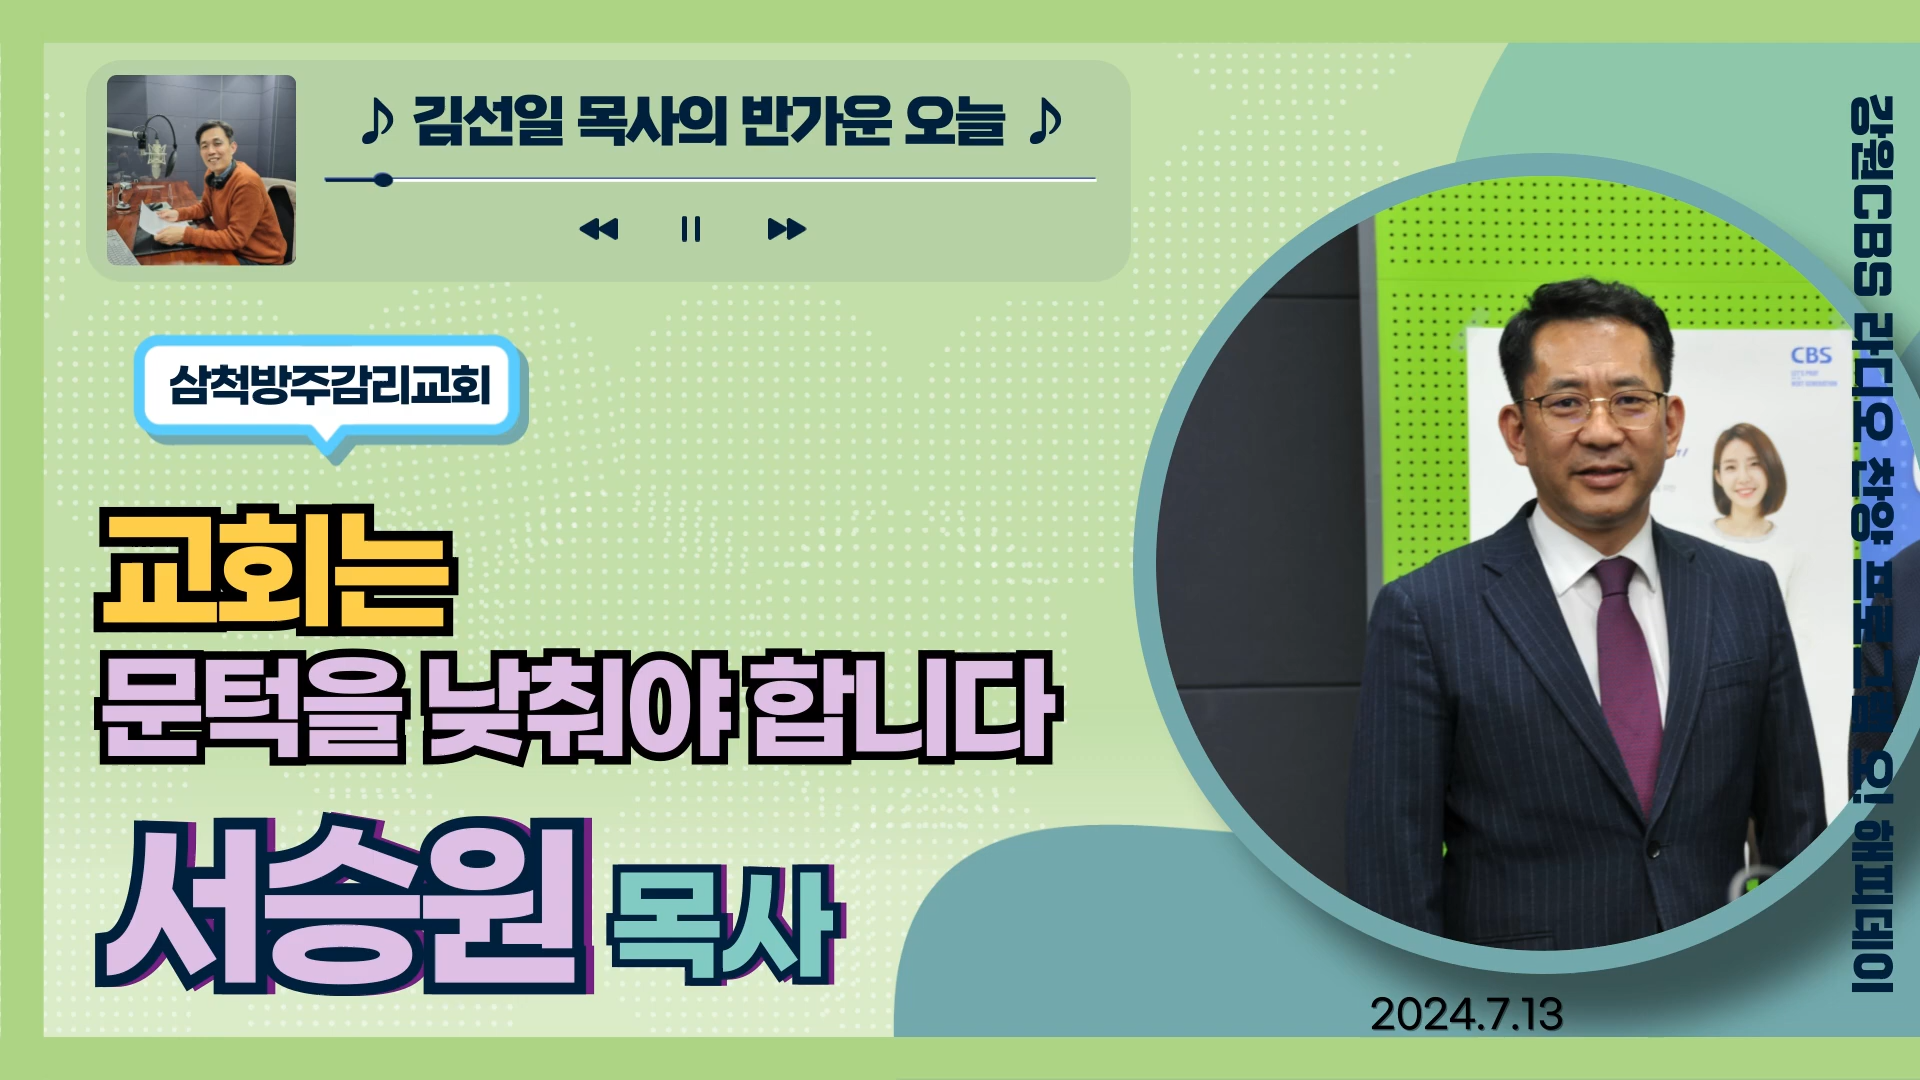 ♪ 김선일 목사의 반가운 오늘 ♪
삼척방주감리교회
교회는
문턱을 낮춰야 합니다
서승원 목사
CBS
강원CBS 라디오 찬양 프로그램 오! 해피데이
2024.7.13